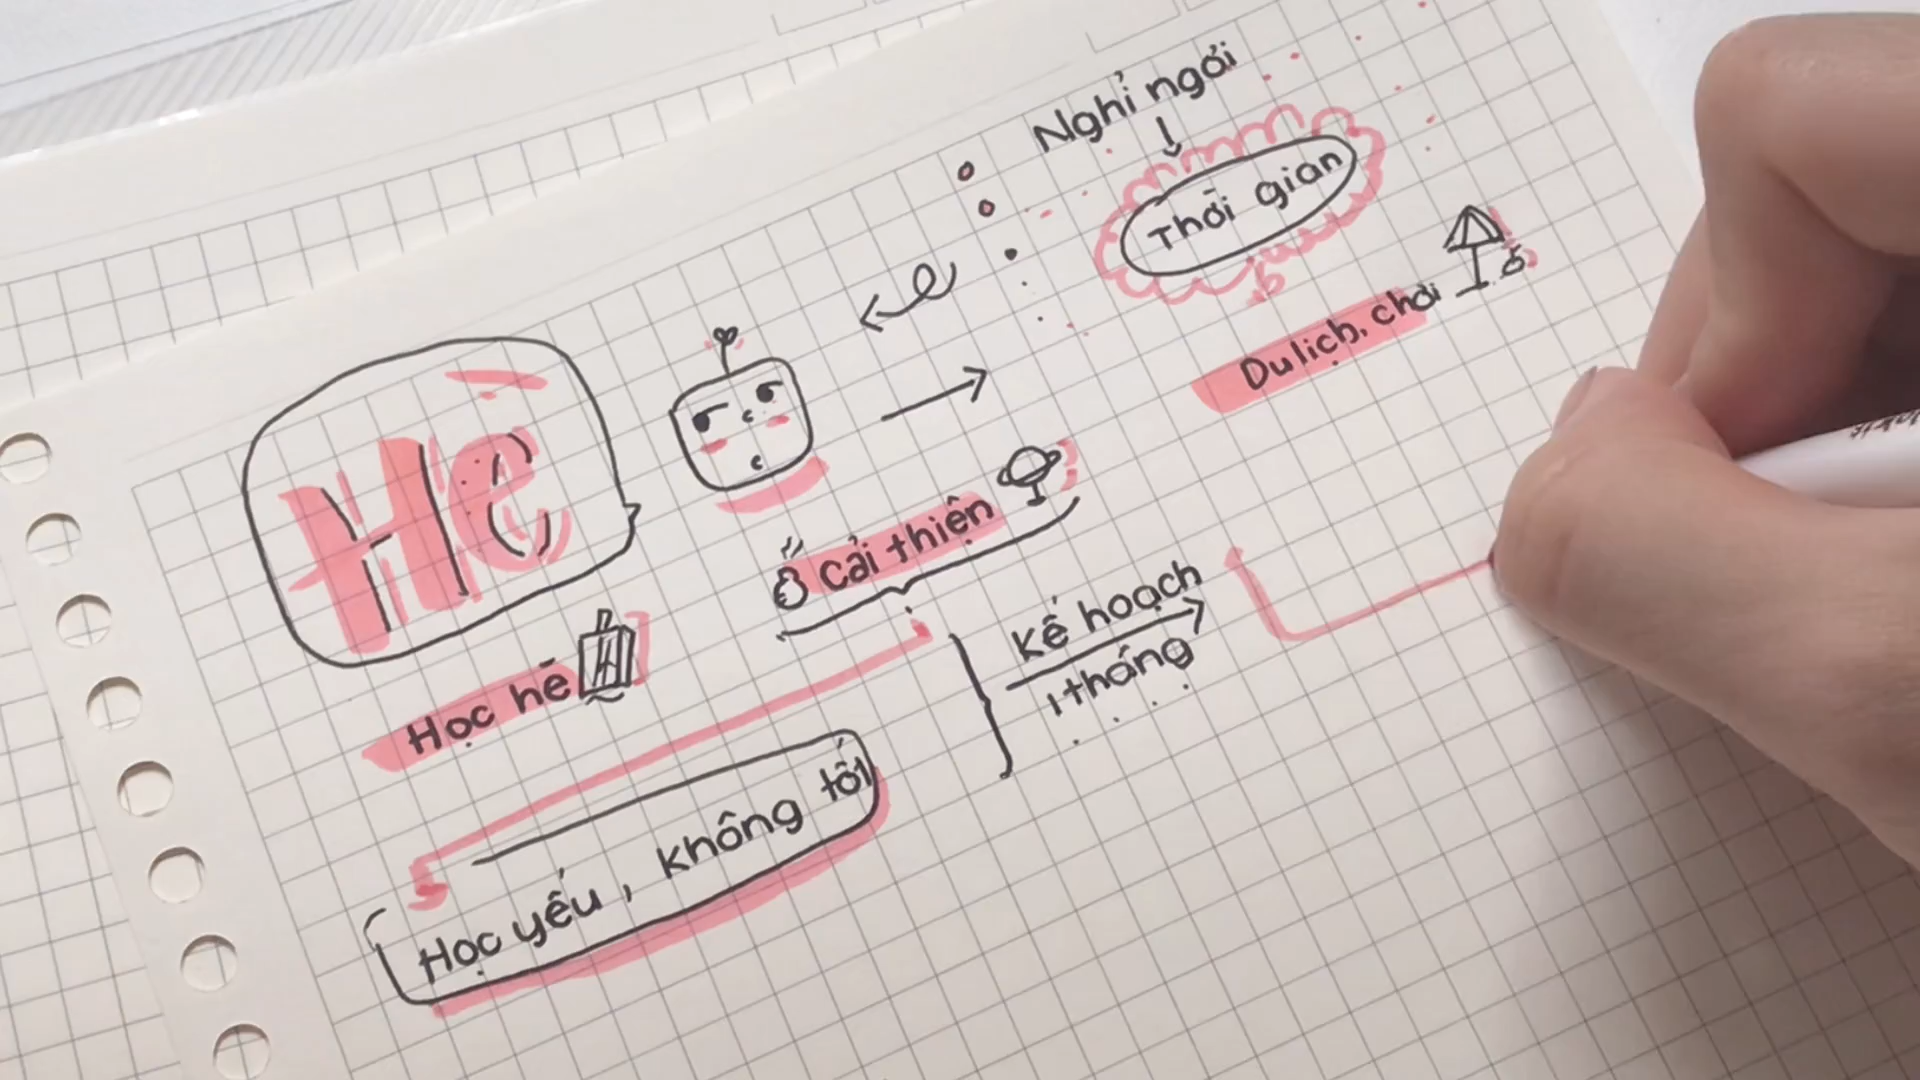 Nghỉ ngơi
Thời gian
Du lịch, chơi
Hè
Cải thiện
Học hè
Kế hoạch
1 tháng
Học yếu, không tốt